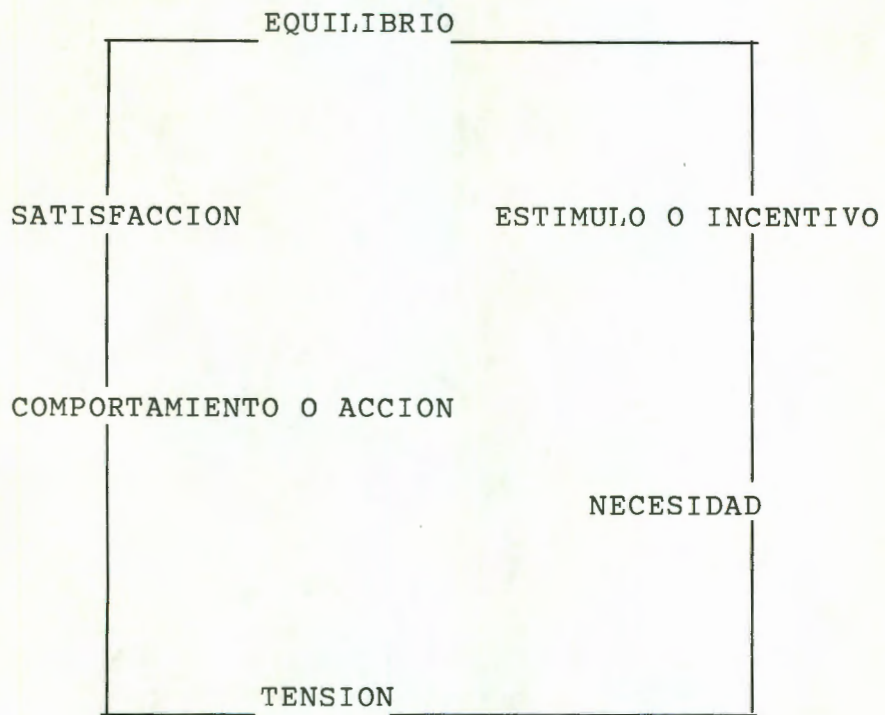 EQUILIBRIO
SATISFACCION
ESTIMULO O INCENTIVO
COMPORTAMIENTO O ACCION
NECESIDAD
TENSION